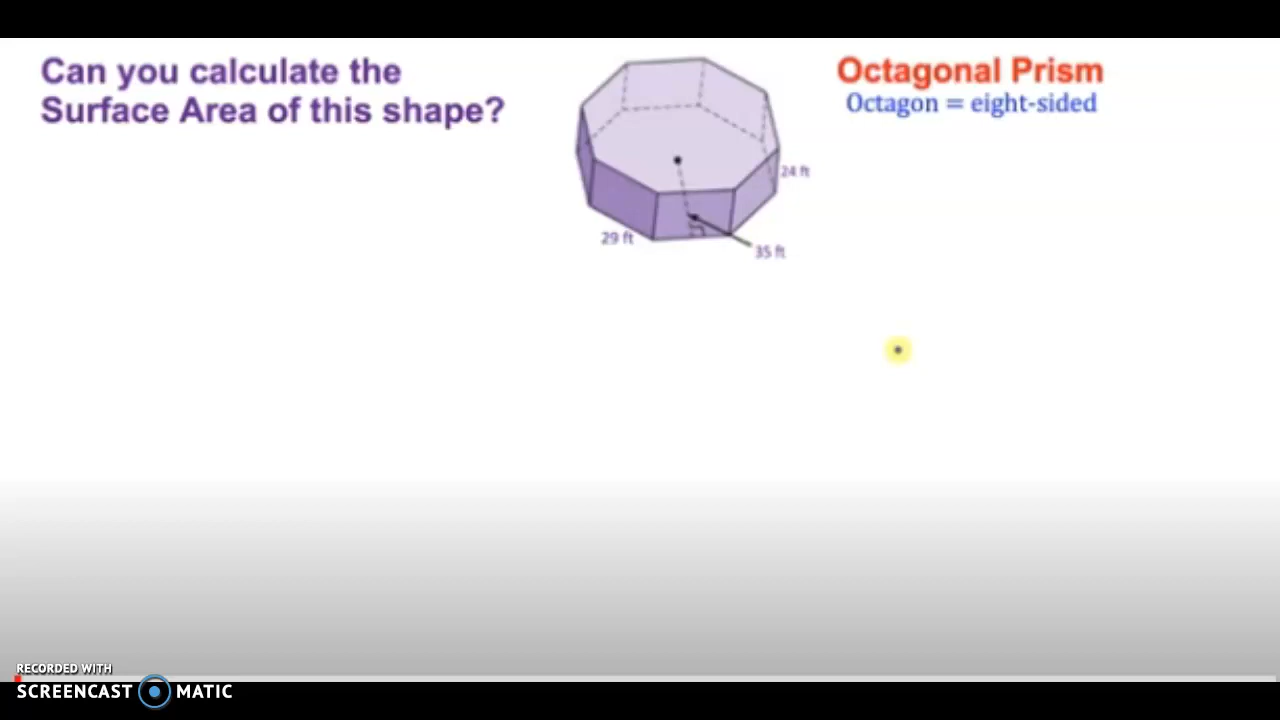 Can you calculate the
Surface Area of this shape?
Octagonal Prism
Octagon = eight-sided
24 ft
29 ft
35 ft
RECORDED WITH
SCREENCAST MATIC